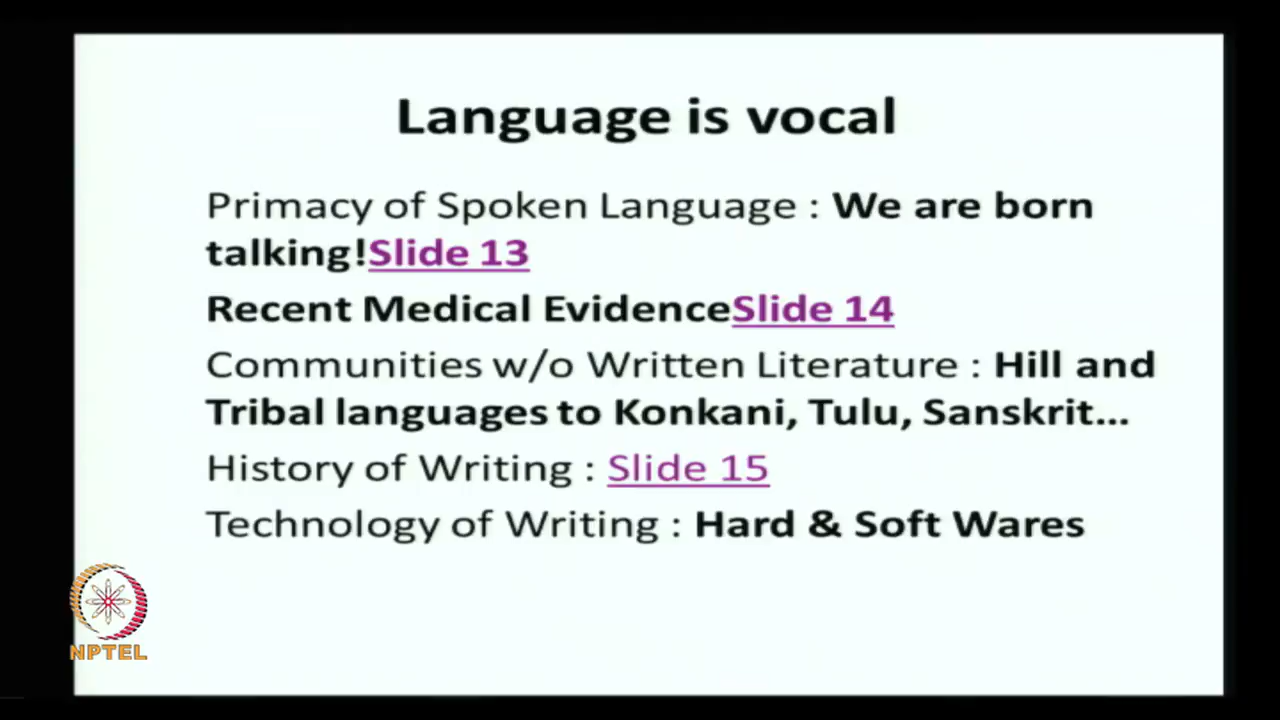 Language is vocal
Primacy of Spoken Language : We are born
talking!Slide 13
Recent Medical EvidenceSlide 14
Communities w/o Written Literature : Hill and
Tribal languages to Konkani, Tulu, Sanskrit...
History of Writing : Slide 15
Technology of Writing : Hard & Soft Wares
NPTEL